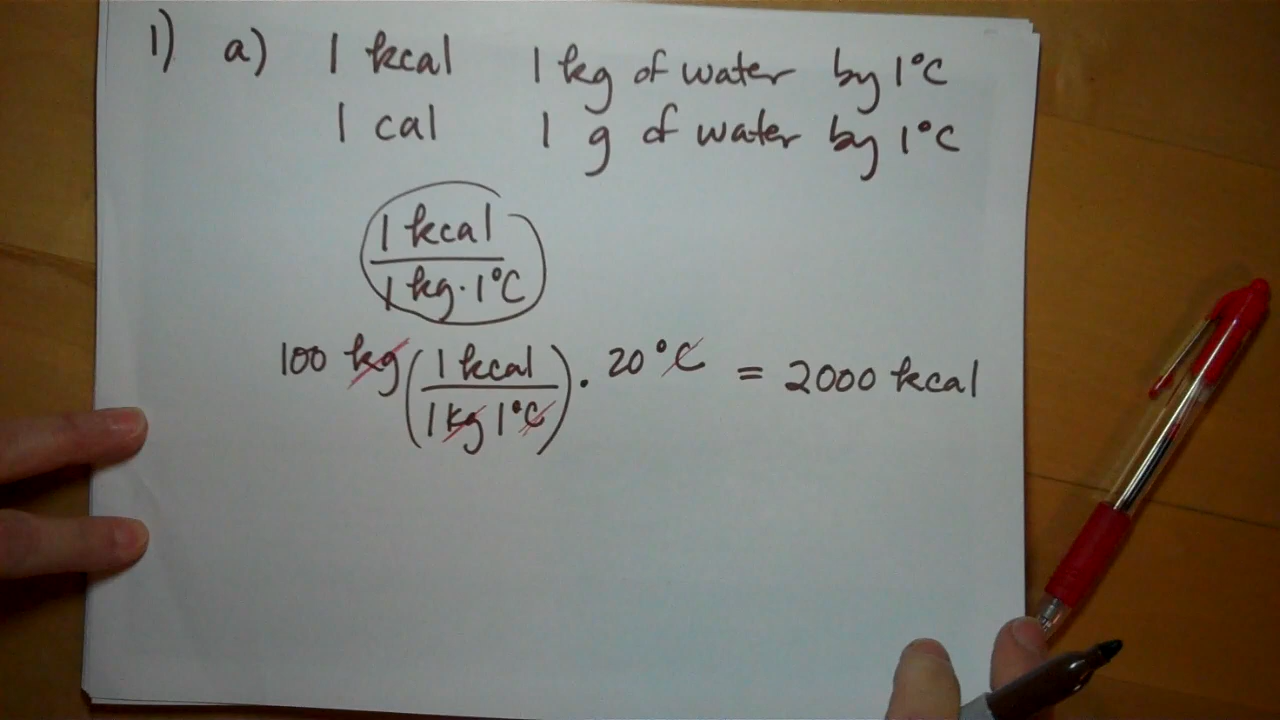 1) a) 1 kcal 1 kg of water by 1°C
1 cal 1 g of water by 1°C
1 kcal
1 kg · 1°C
100 kg (1 kcal / 1 kg 1°C) · 20°C = 2000 kcal